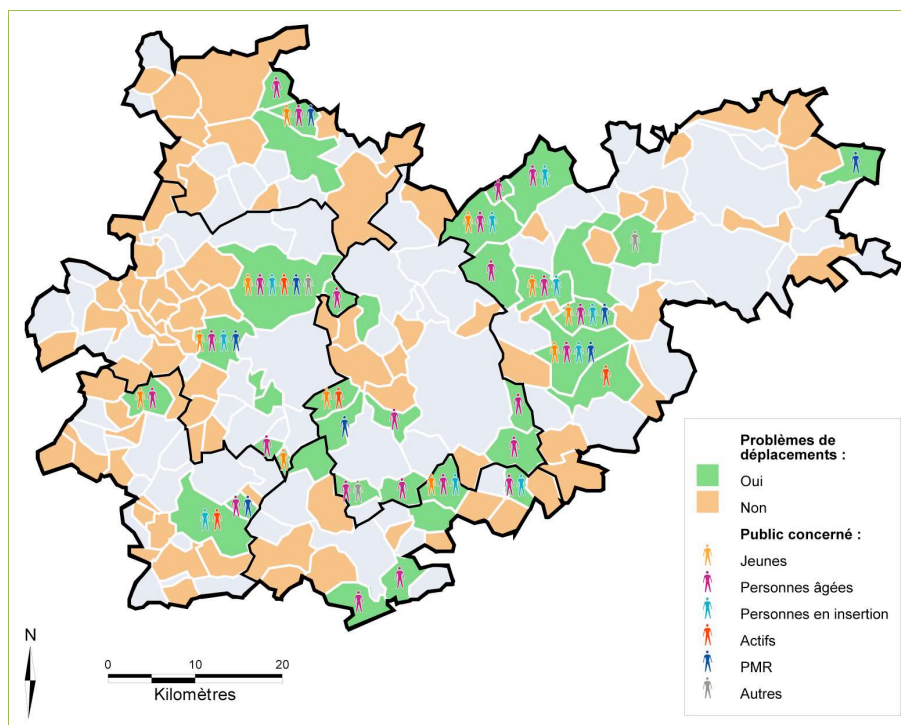 Problèmes de
déplacements :
Oui
Non
Public concerné :
Jeunes
Personnes âgées
Personnes en insertion
Actifs
PMR
Autres
N
0 10 20
Kilomètres